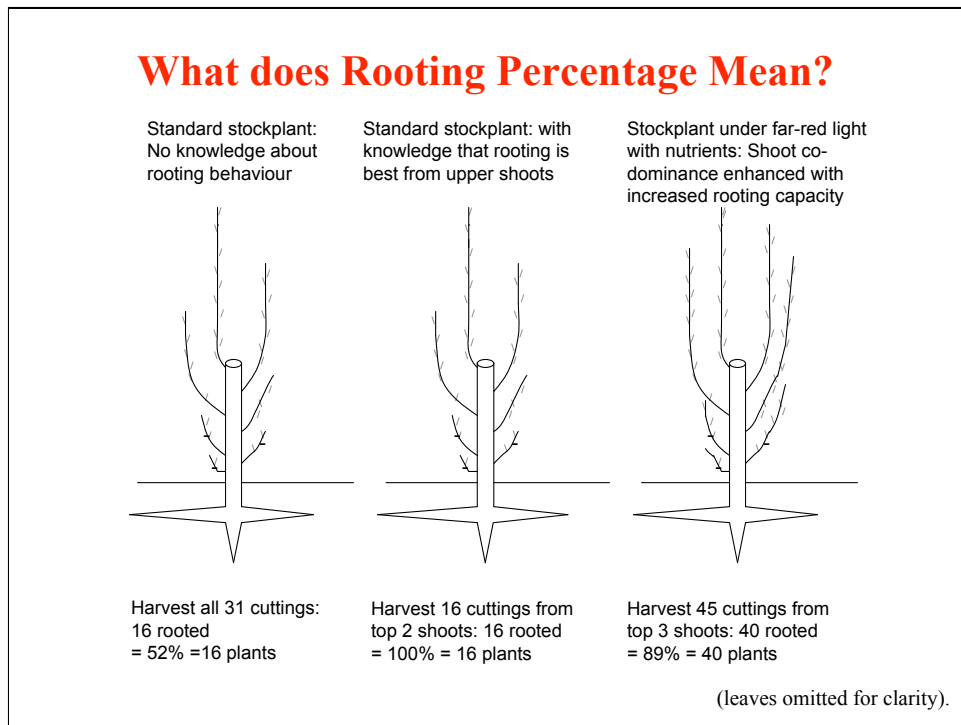 What does Rooting Percentage Mean?
Standard stockplant:
No knowledge about
rooting behaviour
Standard stockplant: with
knowledge that rooting is
best from upper shoots
Stockplant under far-red light
with nutrients: Shoot co-
dominance enhanced with
increased rooting capacity
Harvest all 31 cuttings:
16 rooted
= 52% =16 plants
Harvest 16 cuttings from
top 2 shoots: 16 rooted
= 100% = 16 plants
Harvest 45 cuttings from
top 3 shoots: 40 rooted
= 89% = 40 plants
(leaves omitted for clarity).